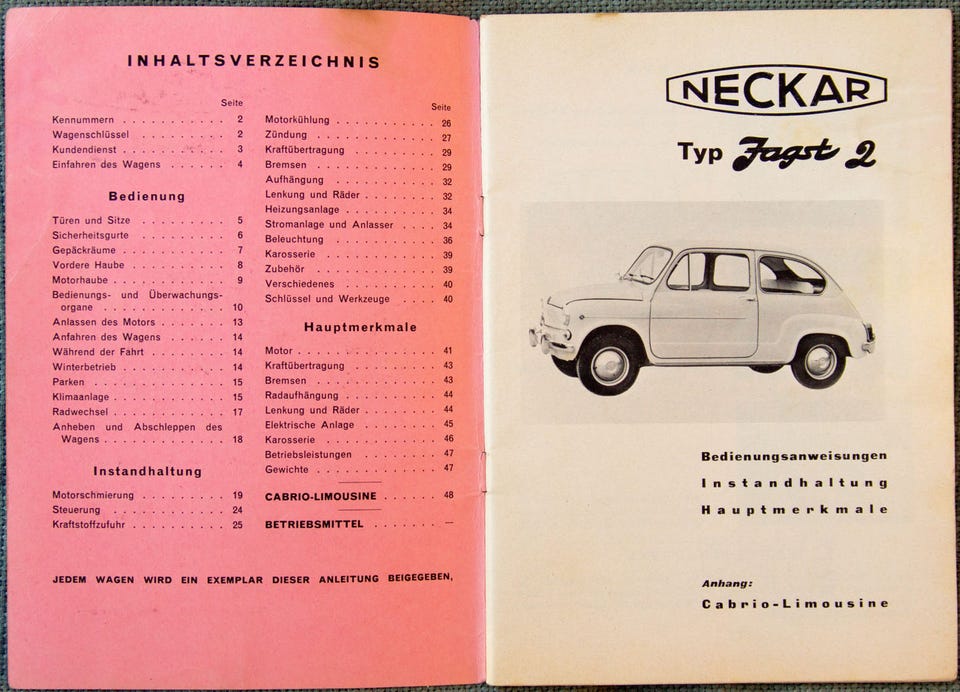 INHALTSVERZEICHNIS
Seite
Kennummern . . . . . . . . . . . 2
Wagenschlüssel . . . . . . . . . 2
Kundendienst . . . . . . . . . . . 3
Einfahren des Wagens . . . . . . 4
Bedienung
Türen und Sitze . . . . . . . . . 5
Sicherheitsgurte . . . . . . . . . 6
Gepäckräume . . . . . . . . . . . 7
Vordere Haube . . . . . . . . . . 8
Motorhaube . . . . . . . . . . . . 9
Bedienungs- und Überwachungs-
organe . . . . . . . . . . . . . 10
Anlassen des Motors . . . . . . . 13
Anfahren des Wagens . . . . . . 14
Während der Fahrt . . . . . . . . 14
Winterbetrieb . . . . . . . . . . . 14
Parken . . . . . . . . . . . . . . 15
Klimaanlage . . . . . . . . . . . . 15
Radwechsel . . . . . . . . . . . . 17
Anheben und Abschleppen des
Wagens . . . . . . . . . . . . . 18
Instandhaltung
Motorschmierung . . . . . . . . . 19
Steuerung . . . . . . . . . . . . . 24
Kraftstoffzufuhr . . . . . . . . . . 25
Seite
Motorkühlung . . . . . . . . . . . 26
Zündung . . . . . . . . . . . . . 27
Kraftübertragung . . . . . . . . . 29
Bremsen . . . . . . . . . . . . . 29
Aufhängung . . . . . . . . . . . 32
Lenkung und Räder . . . . . . . . 32
Heizungsanlage . . . . . . . . . . 34
Stromanlage und Anlasser . . . . 34
Beleuchtung . . . . . . . . . . . 36
Karosserie . . . . . . . . . . . . 39
Zubehör . . . . . . . . . . . . . 39
Verschiedenes . . . . . . . . . . 40
Schlüssel und Werkzeuge . . . . 40
Hauptmerkmale
Motor . . . . . . . . . . . . . . . 41
Kraftübertragung . . . . . . . . . 43
Bremsen . . . . . . . . . . . . . 43
Radaufhängung . . . . . . . . . . 44
Lenkung und Räder . . . . . . . . 44
Elektrische Anlage . . . . . . . . 45
Karosserie . . . . . . . . . . . . 46
Betriebsleistungen . . . . . . . . 47
Gewichte . . . . . . . . . . . . . 47
CABRIO-LIMOUSINE . . . . . . 48
BETRIEBSMITTEL . . . . . . . —
JEDEM WAGEN WIRD EIN EXEMPLAR DIESER ANLEITUNG BEIGEGEBEN,
NECKAR
Typ Jagst 2
Bedienungsanweisungen
Instandhaltung
Hauptmerkmale
Anhang:
Cabrio-Limousine